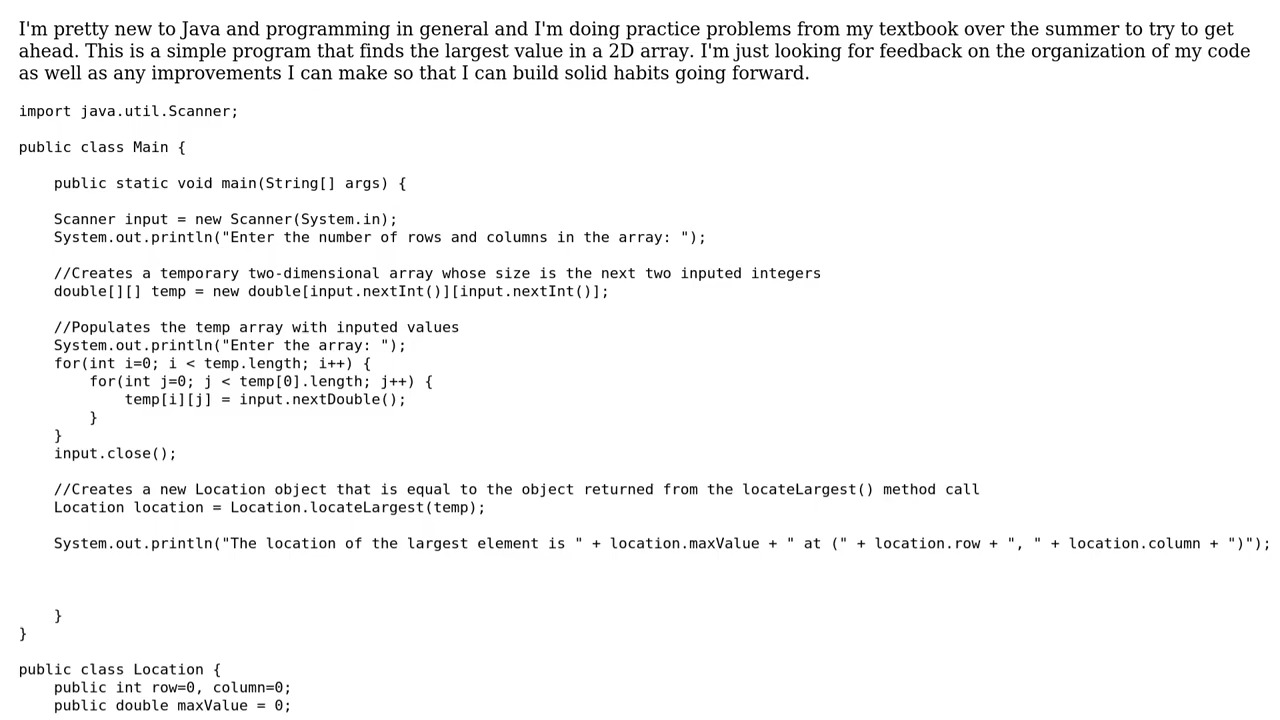 I'm pretty new to Java and programming in general and I'm doing practice problems from my textbook over the summer to try to get
ahead. This is a simple program that finds the largest value in a 2D array. I'm just looking for feedback on the organization of my code
as well as any improvements I can make so that I can build solid habits going forward.
import java.util.Scanner;
public class Main {
    public static void main(String[] args) {
    Scanner input = new Scanner(System.in);
    System.out.println("Enter the number of rows and columns in the array: ");
    //Creates a temporary two-dimensional array whose size is the next two inputed integers
    double[][] temp = new double[input.nextInt()][input.nextInt()];
    //Populates the temp array with inputed values
    System.out.println("Enter the array: ");
    for(int i=0; i < temp.length; i++) {
        for(int j=0; j < temp[0].length; j++) {
            temp[i][j] = input.nextDouble();
        }
    }
    input.close();
    //Creates a new Location object that is equal to the object returned from the locateLargest() method call
    Location location = Location.locateLargest(temp);
    System.out.println("The location of the largest element is " + location.maxValue + " at (" + location.row + ", " + location.column + ")");
    }
}
public class Location {
    public int row=0, column=0;
    public double maxValue = 0;